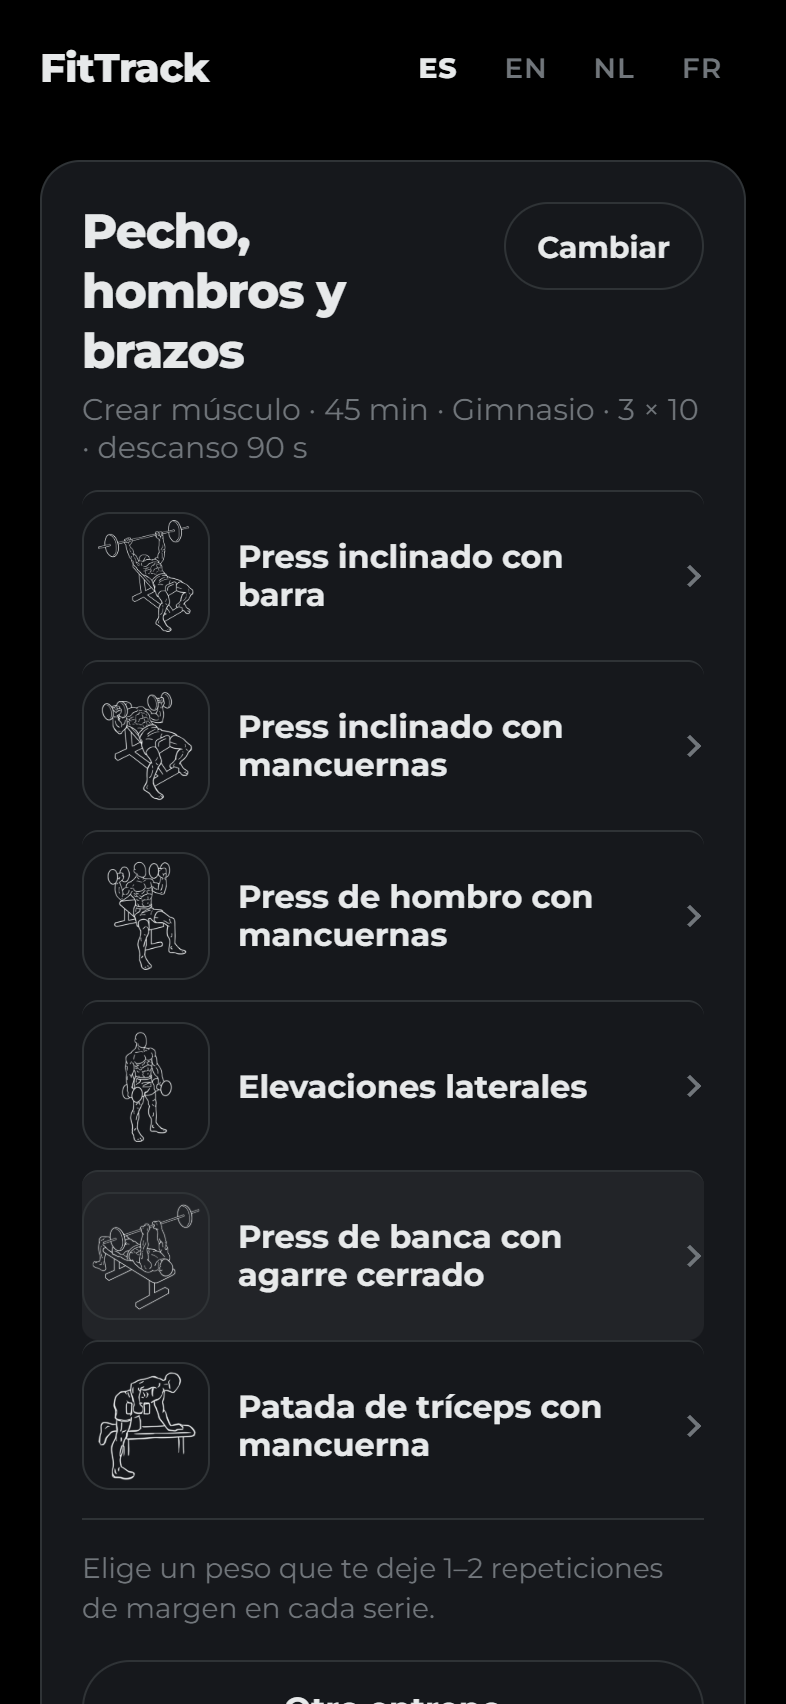 FitTrack
ES EN NL FR
Pecho,
hombros y
brazos
Cambiar
Crear músculo · 45 min · Gimnasio · 3 × 10
· descanso 90 s
Press inclinado con
barra
Press inclinado con
mancuernas
Press de hombro con
mancuernas
Elevaciones laterales
Press de banca con
agarre cerrado
Patada de tríceps con
mancuerna
Elige un peso que te deje 1–2 repeticiones
de margen en cada serie.